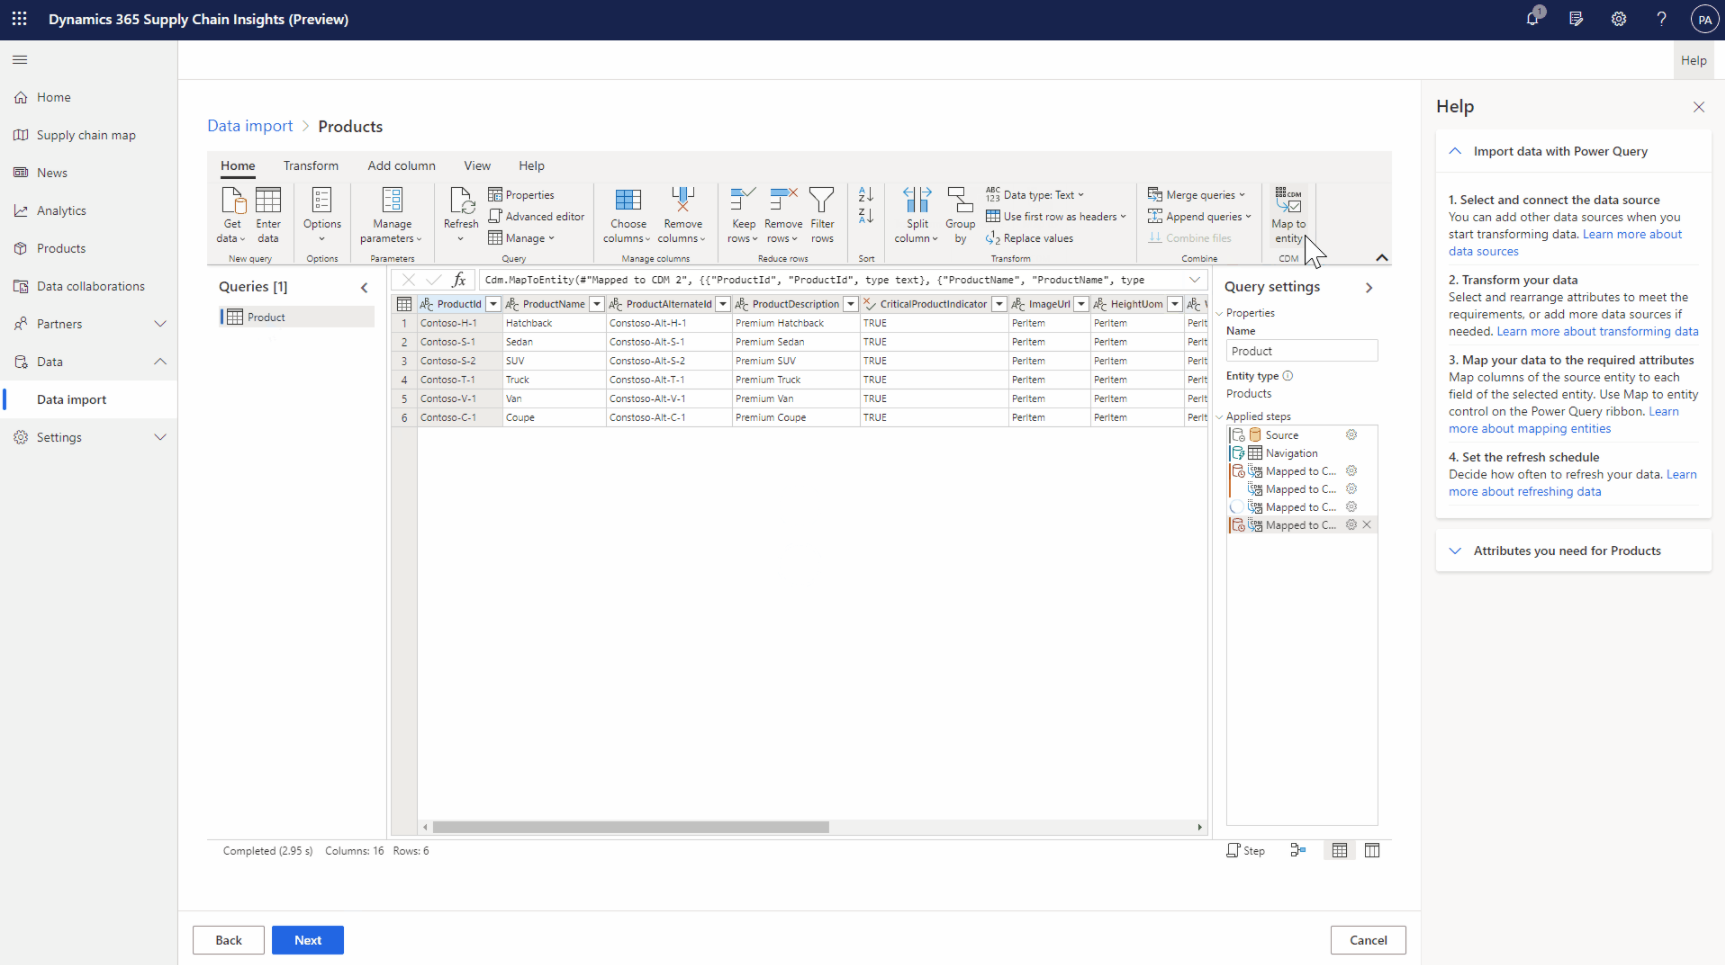 Dynamics 365 Supply Chain Insights (Preview)
1
?
PA
Help
Home
Supply chain map
News
Analytics
Products
Data collaborations
Partners
Data
Data import
Settings
Data import > Products
Home Transform Add column View Help
Get data
Enter data
New query
Options
Options
Manage parameters
Parameters
Refresh
Properties
Advanced editor
Manage
Query
Choose columns
Remove columns
Manage columns
Keep rows
Remove rows
Filter rows
Reduce rows
A Z
Z A
Sort
Split column
Group by
ABC 123 Data type: Text
Use first row as headers
1 2 Replace values
Transform
Merge queries
Append queries
Combine files
Combine
CDM
Map to entity
CDM
Queries [1]
Product
fx Cdm.MapToEntity(#"Mapped to CDM 2", {{"ProductId", "ProductId", type text}, {"ProductName", "ProductName", type
ProductId ProductName ProductAlternateId ProductDescription CriticalProductIndicator ImageUrl HeightUom
1 Contoso-H-1 Hatchback Constoso-Alt-H-1 Premium Hatchback TRUE PerItem PerItem PerIt
2 Contoso-S-1 Sedan Constoso-Alt-S-1 Premium Sedan TRUE PerItem PerItem PerIt
3 Contoso-S-2 SUV Constoso-Alt-S-2 Premium SUV TRUE PerItem PerItem PerIt
4 Contoso-T-1 Truck Constoso-Alt-T-1 Premium Truck TRUE PerItem PerItem PerIt
5 Contoso-V-1 Van Constoso-Alt-V-1 Premium Van TRUE PerItem PerItem PerIt
6 Contoso-C-1 Coupe Constoso-Alt-C-1 Premium Coupe TRUE PerItem PerItem PerIt
Completed (2.95 s) Columns: 16 Rows: 6
Query settings
Properties
Name
Product
Entity type
Products
Applied steps
Source
Navigation
Mapped to C...
Mapped to C...
Mapped to C...
Mapped to C...
Step
Back
Next
Cancel
Help
Import data with Power Query
1. Select and connect the data source
You can add other data sources when you
start transforming data. Learn more about
data sources
2. Transform your data
Select and rearrange attributes to meet the
requirements, or add more data sources if
needed. Learn more about transforming data
3. Map your data to the required attributes
Map columns of the source entity to each
field of the selected entity. Use Map to entity
control on the Power Query ribbon. Learn
more about mapping entities
4. Set the refresh schedule
Decide how often to refresh your data. Learn
more about refreshing data
Attributes you need for Products